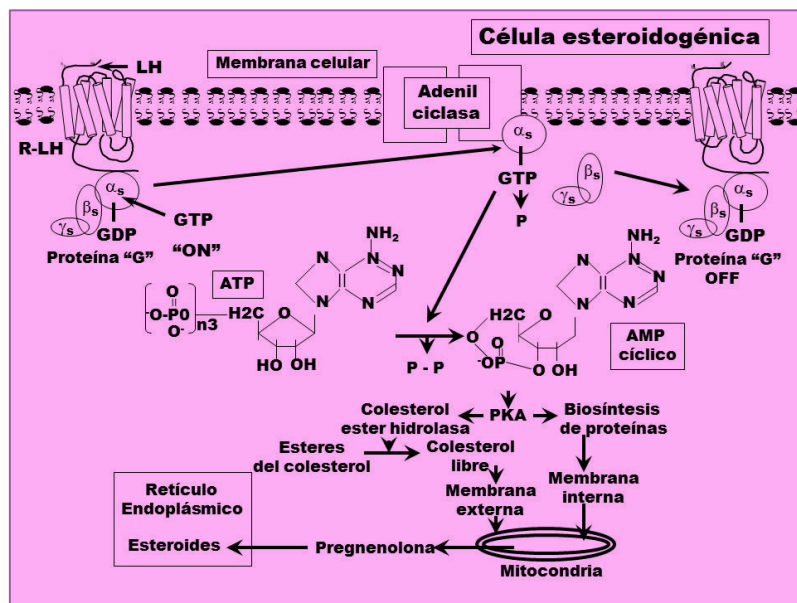 Célula esteroidogénica
LH
Membrana celular
Adenil
ciclasa
R-LH
αs
βs
γs
GDP
GTP
"ON"
Proteína "G"
αs
GTP
P
βs
γs
αs
βs
γs
GDP
Proteína "G"
OFF
ATP
NH2
N
N
N
N
O
-O-P0
O-
n3
H2C
O
HO
OH
P - P
NH2
N
N
N
N
H2C
O
O
O
-OP
O
OH
AMP
cíclico
PKA
Colesterol
ester hidrolasa
Biosíntesis
de proteínas
Esteres
del colesterol
Colesterol
libre
Membrana
externa
Membrana
interna
Retículo
Endoplásmico
Esteroides
Pregnenolona
Mitocondria